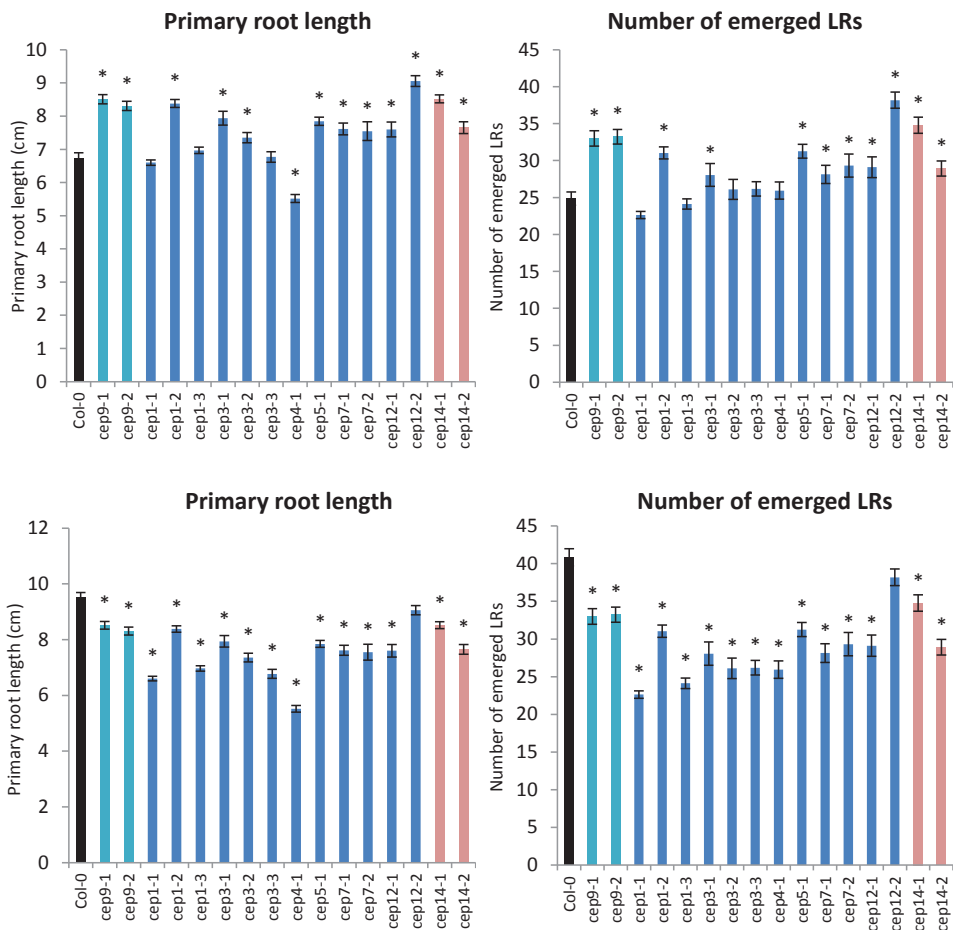 Primary root length
Primary root length (cm)
10
9
8
7
6
5
4
3
2
1
0
* * * * * * * * * * * * *
Col-0 cep9-1 cep9-2 cep1-1 cep1-2 cep1-3 cep3-1 cep3-2 cep3-3 cep4-1 cep5-1 cep7-1 cep7-2 cep12-1 cep12-2 cep14-1 cep14-2
Number of emerged LRs
Number of emerged LRs
45
40
35
30
25
20
15
10
5
0
* * * * * * * * * * *
Col-0 cep9-1 cep9-2 cep1-1 cep1-2 cep1-3 cep3-1 cep3-2 cep3-3 cep4-1 cep5-1 cep7-1 cep7-2 cep12-1 cep12-2 cep14-1 cep14-2
Primary root length
Primary root length (cm)
12
10
8
6
4
2
0
* * * * * * * * * * * * * * *
Col-0 cep9-1 cep9-2 cep1-1 cep1-2 cep1-3 cep3-1 cep3-2 cep3-3 cep4-1 cep5-1 cep7-1 cep7-2 cep12-1 cep12-2 cep14-1 cep14-2
Number of emerged LRs
Number of emerged LRs
45
40
35
30
25
20
15
10
5
0
* * * * * * * * * * * * * * *
Col-0 cep9-1 cep9-2 cep1-1 cep1-2 cep1-3 cep3-1 cep3-2 cep3-3 cep4-1 cep5-1 cep7-1 cep7-2 cep12-1 cep12-2 cep14-1 cep14-2